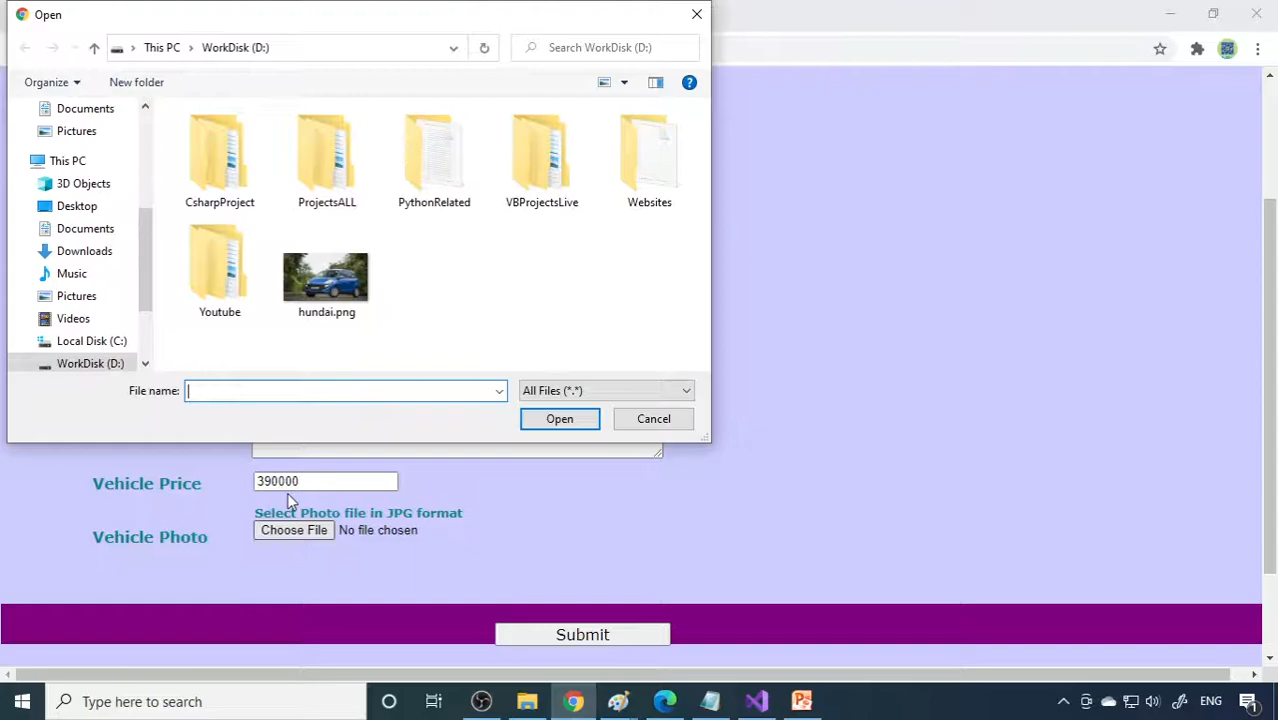 Open
This PC
WorkDisk (D:)
Search WorkDisk (D:)
Organize
New folder
Documents
Pictures
This PC
3D Objects
Desktop
Documents
Downloads
Music
Pictures
Videos
Local Disk (C:)
WorkDisk (D:)
CsharpProject
ProjectsALL
PythonRelated
VBProjectsLive
Websites
Youtube
hundai.png
File name:
All Files (*.*)
Open
Cancel
Vehicle Price
390000
Select Photo file in JPG format
Vehicle Photo
Choose File
No file chosen
Submit
Type here to search
ENG
1